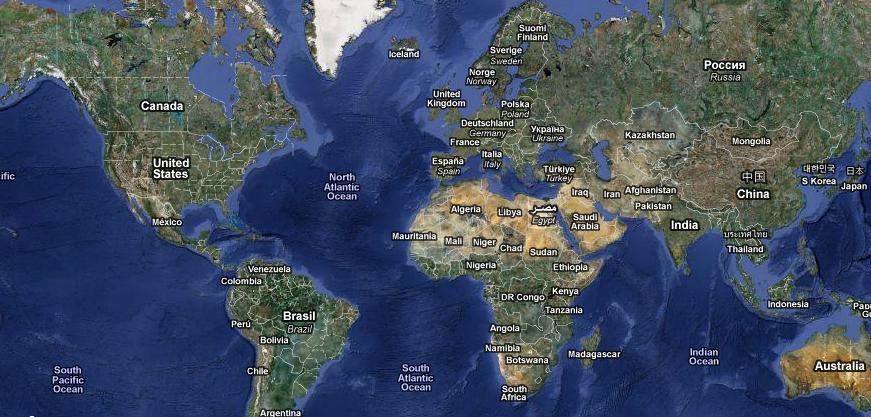 Suomi
Finland
Iceland
Sverige
Sweden
Россия
Russia
Norge
Norway
United
Kingdom
Canada
Polska
Poland
Deutschland
Germany
Україна
Ukraine
Kazakhstan
France
Mongolia
United
States
España
Spain
Italia
Italy
Türkiye
Turkey
中国
China
대한민국
S Korea
日本
Japan
ific
North
Atlantic
Ocean
Iraq
Iran
Afghanistan
Pakistan
México
Algeria
Libya
مصر
Egypt
Saudi
Arabia
India
Mauritania
Mali
Niger
Chad
Sudan
ประเทศไทย
Thailand
Venezuela
Colombia
Nigeria
Ethiopia
Kenya
DR Congo
Tanzania
Indonesia
Papu
Gu
Brasil
Brazil
Perú
Bolivia
Angola
Namibia
Botswana
Madagascar
Indian
Ocean
Australia
South
Pacific
Ocean
Chile
South
Atlantic
Ocean
South
Africa
Argentina